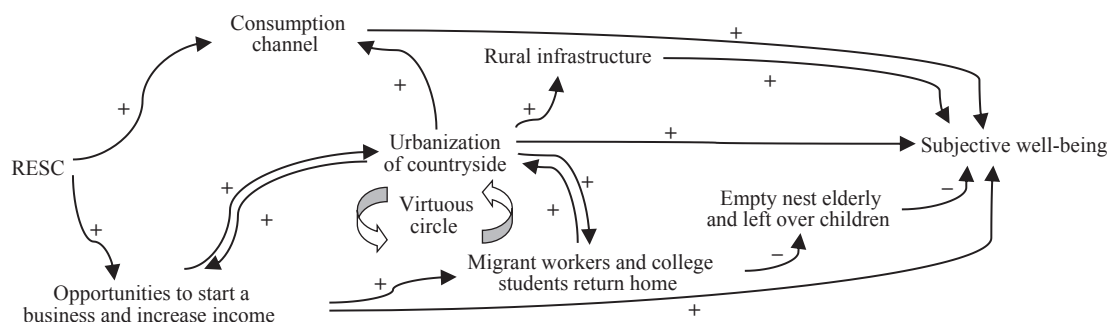 Consumption
channel
+
Rural infrastructure
+
+
+
+
Urbanization
of countryside
+
Subjective well-being
RESC
+
+
+
+
+
Virtuous
circle
Empty nest elderly
and left over children
−
+
Migrant workers and college
students return home
−
Opportunities to start a
business and increase income
+
+